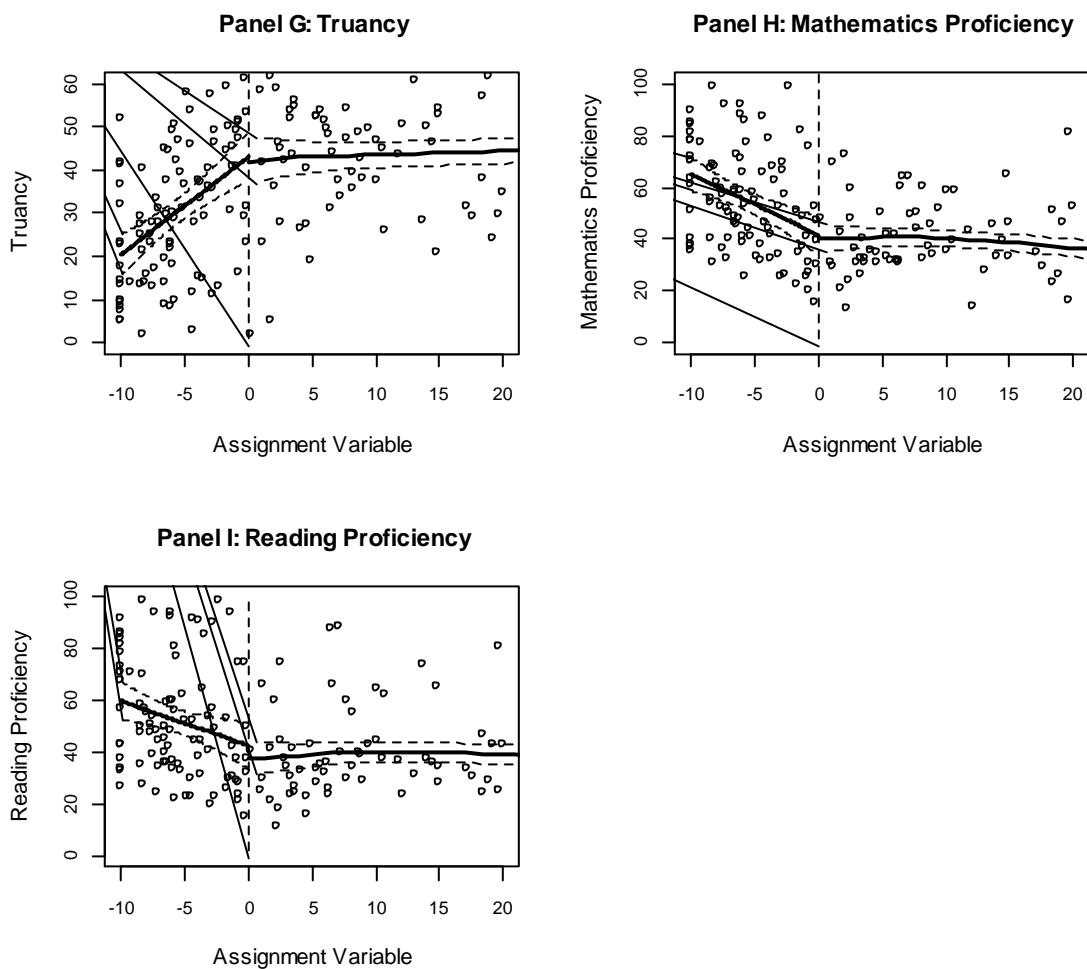 Panel G: Truancy
Truancy
60
50
40
30
20
10
0
-10 -5 0 5 10 15 20
Assignment Variable
Panel H: Mathematics Proficiency
Mathematics Proficiency
100
80
60
40
20
0
-10 -5 0 5 10 15 20
Assignment Variable
Panel I: Reading Proficiency
Reading Proficiency
100
80
60
40
20
0
-10 -5 0 5 10 15 20
Assignment Variable